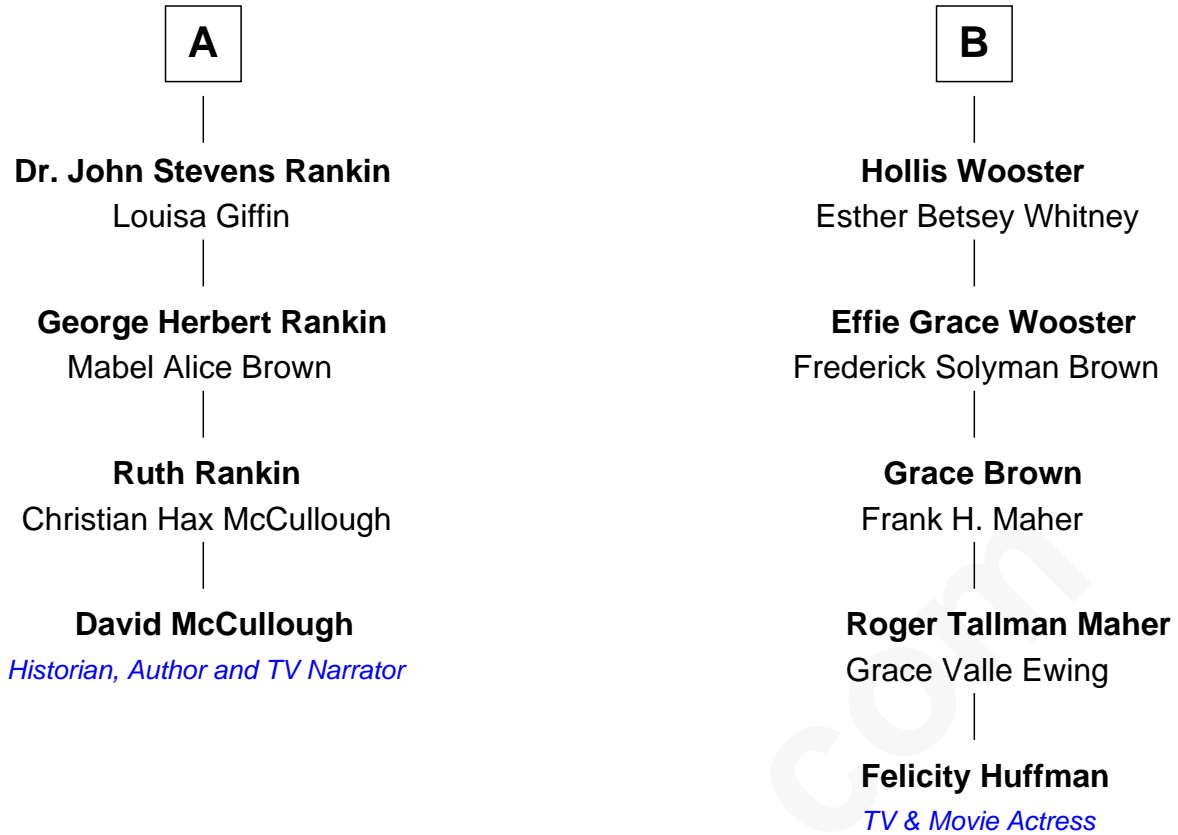 A
Dr. John Stevens Rankin
Louisa Giffin
George Herbert Rankin
Mabel Alice Brown
Ruth Rankin
Christian Hax McCullough
David McCullough
Historian, Author and TV Narrator
B
Hollis Wooster
Esther Betsey Whitney
Effie Grace Wooster
Frederick Solyman Brown
Grace Brown
Frank H. Maher
Roger Tallman Maher
Grace Valle Ewing
Felicity Huffman
TV & Movie Actress
com